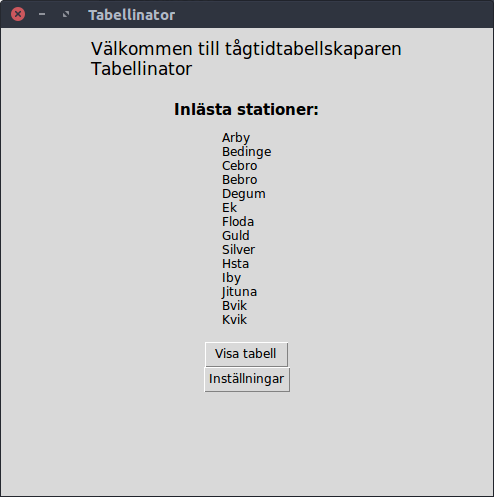 Tabellinator
Välkommen till tågtidtabellskaparen
Tabellinator
Inlästa stationer:
Arby
Bedinge
Cebro
Bebro
Degum
Ek
Floda
Guld
Silver
Hsta
Iby
Jituna
Bvik
Kvik
Visa tabell
Inställningar